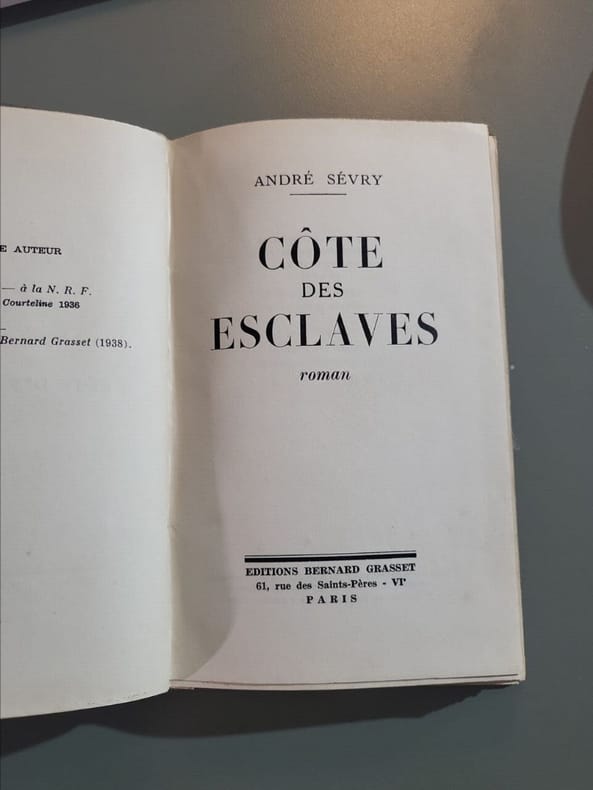 E AUTEUR
— à la N. R. F.
Courteline 1936
Bernard Grasset (1938).
ANDRÉ SÉVRY
CÔTE
DES
ESCLAVES
roman
EDITIONS BERNARD GRASSET
61, rue des Saints-Pères - VIᵉ
PARIS